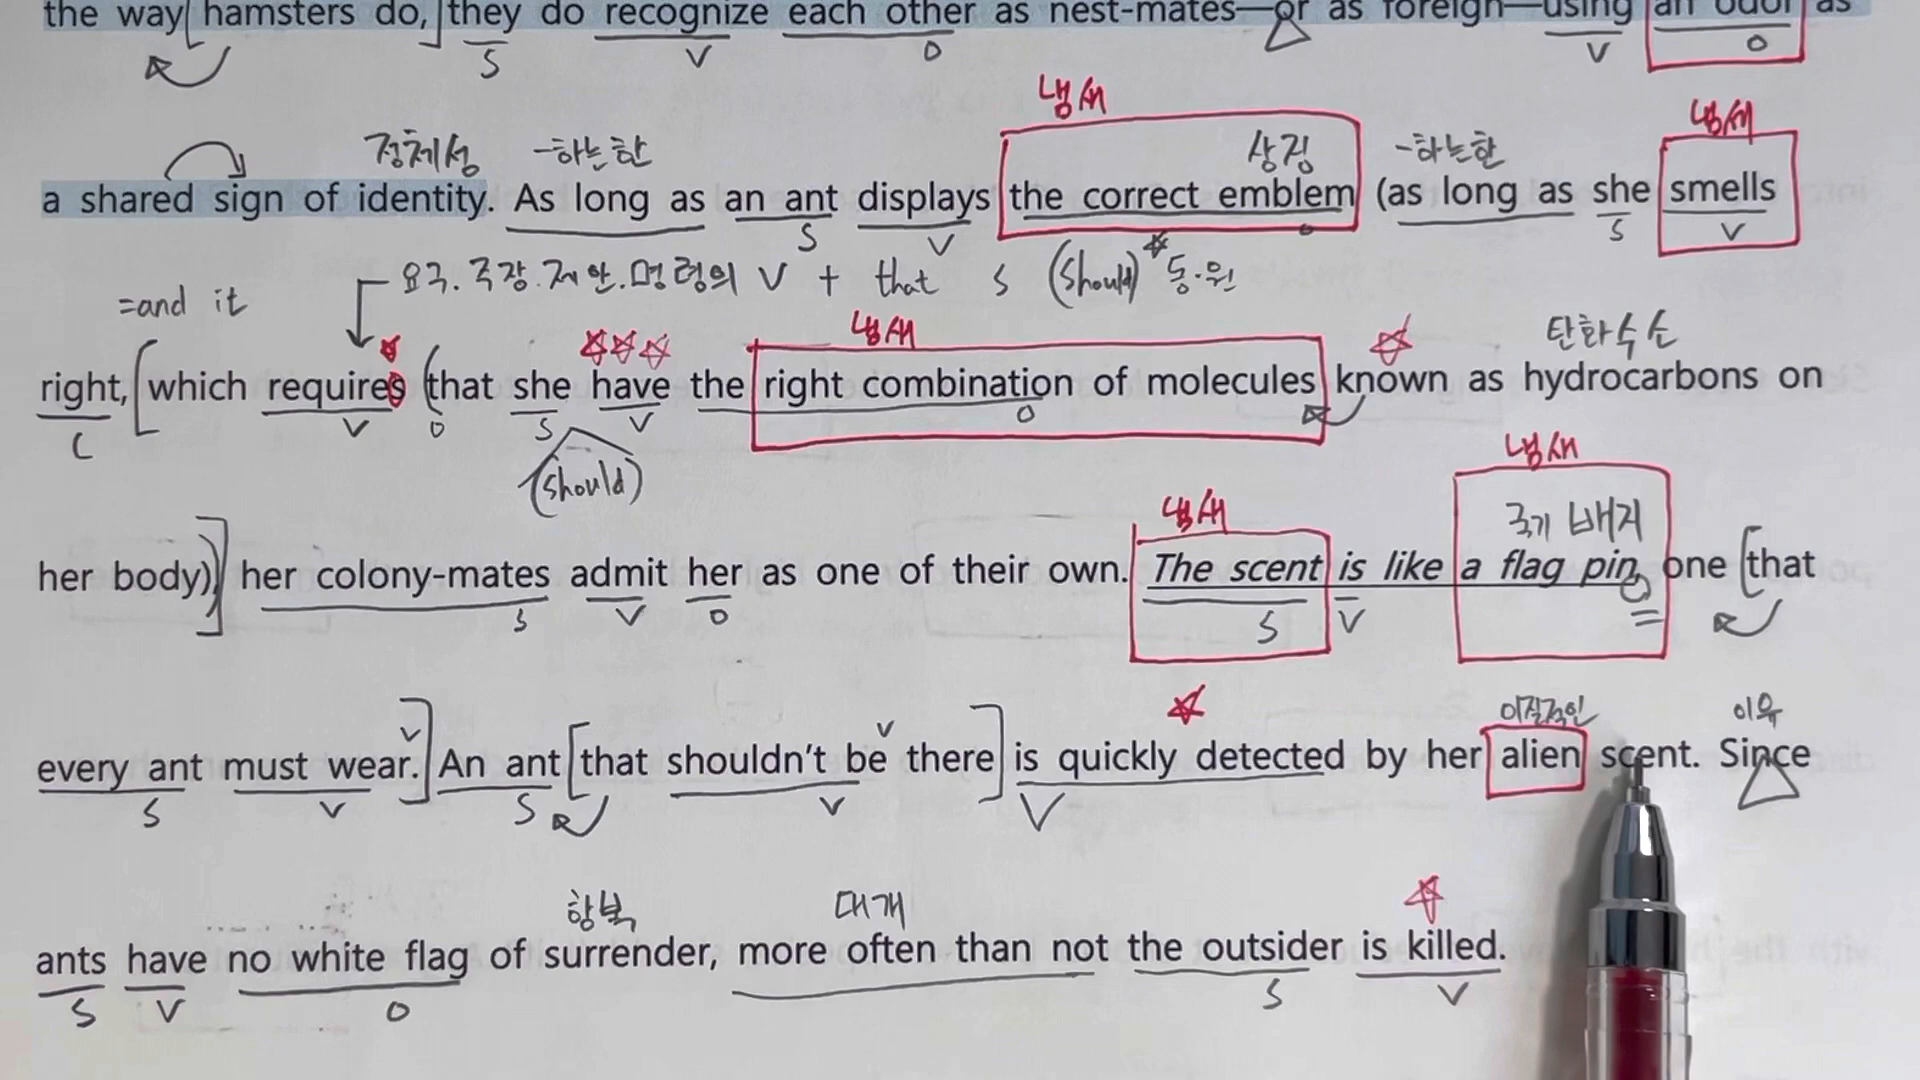 the way [hamsters do,] they do recognize each other as nest-mates—or as foreign—using an odor as
S V O V O
냄새 냄새
정체성 -하는 한 상징 -하는 한
a shared sign of identity. As long as an ant displays the correct emblem (as long as she smells
S V O S V
=and it 요구.주장.제안.명령의 V + that S (should) 동.원
냄새 탄화수소
right, [which requires (that she have the right combination of molecules known as hydrocarbons on
C V O S V O
(should)
냄새 냄새
국기 배지
her body)] her colony-mates admit her as one of their own. The scent is like a flag pin, one [that
S V O S V
이질적인 이유
every ant must wear.] An ant [that shouldn't be there] is quickly detected by her alien scent. Since
S V S V V
항복 대개
ants have no white flag of surrender, more often than not the outsider is killed.
S V O S V